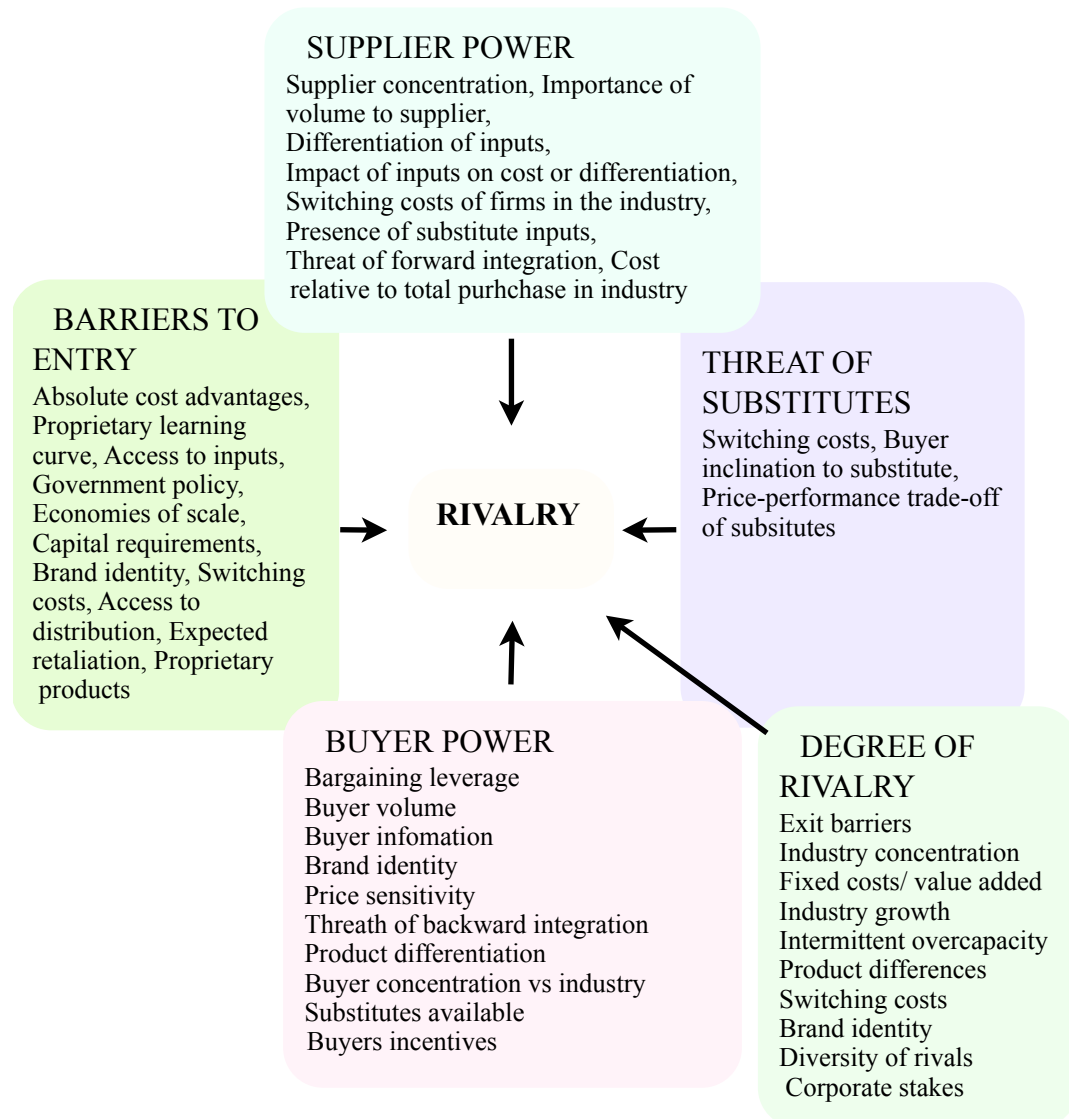 SUPPLIER POWER
Supplier concentration, Importance of
volume to supplier,
Differentiation of inputs,
Impact of inputs on cost or differentiation,
Switching costs of firms in the industry,
Presence of substitute inputs,
Threat of forward integration, Cost
relative to total purhchase in industry
BARRIERS TO
ENTRY
Absolute cost advantages,
Proprietary learning
curve, Access to inputs,
Government policy,
Economies of scale,
Capital requirements,
Brand identity, Switching
costs, Access to
distribution, Expected
retaliation, Proprietary
products
RIVALRY
THREAT OF
SUBSTITUTES
Switching costs, Buyer
inclination to substitute,
Price-performance trade-off
of subsitutes
BUYER POWER
Bargaining leverage
Buyer volume
Buyer infomation
Brand identity
Price sensitivity
Threath of backward integration
Product differentiation
Buyer concentration vs industry
Substitutes available
Buyers incentives
DEGREE OF
RIVALRY
Exit barriers
Industry concentration
Fixed costs/ value added
Industry growth
Intermittent overcapacity
Product differences
Switching costs
Brand identity
Diversity of rivals
Corporate stakes